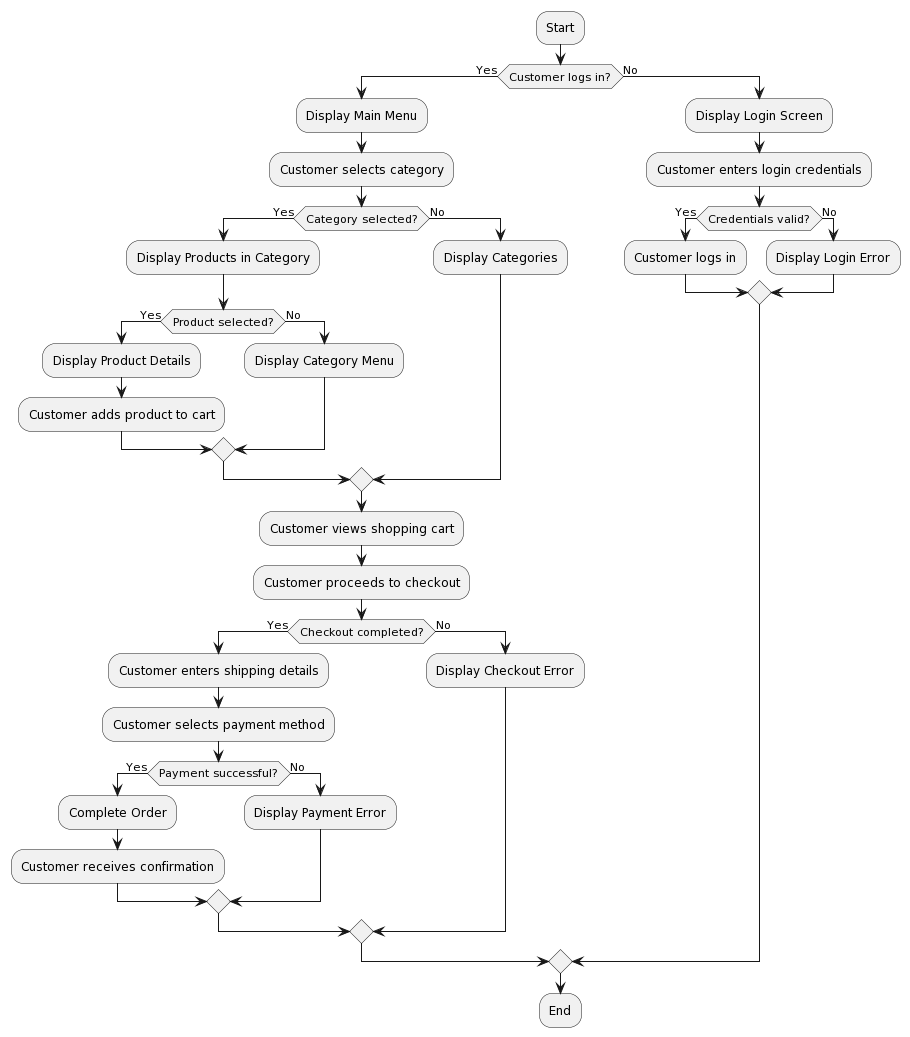 Start
Yes
Customer logs in?
No
Display Main Menu
Display Login Screen
Customer selects category
Customer enters login credentials
Yes
Category selected?
No
Yes
Credentials valid?
No
Display Products in Category
Display Categories
Customer logs in
Display Login Error
Yes
Product selected?
No
Display Product Details
Display Category Menu
Customer adds product to cart
Customer views shopping cart
Customer proceeds to checkout
Yes
Checkout completed?
No
Customer enters shipping details
Display Checkout Error
Customer selects payment method
Yes
Payment successful?
No
Complete Order
Display Payment Error
Customer receives confirmation
End